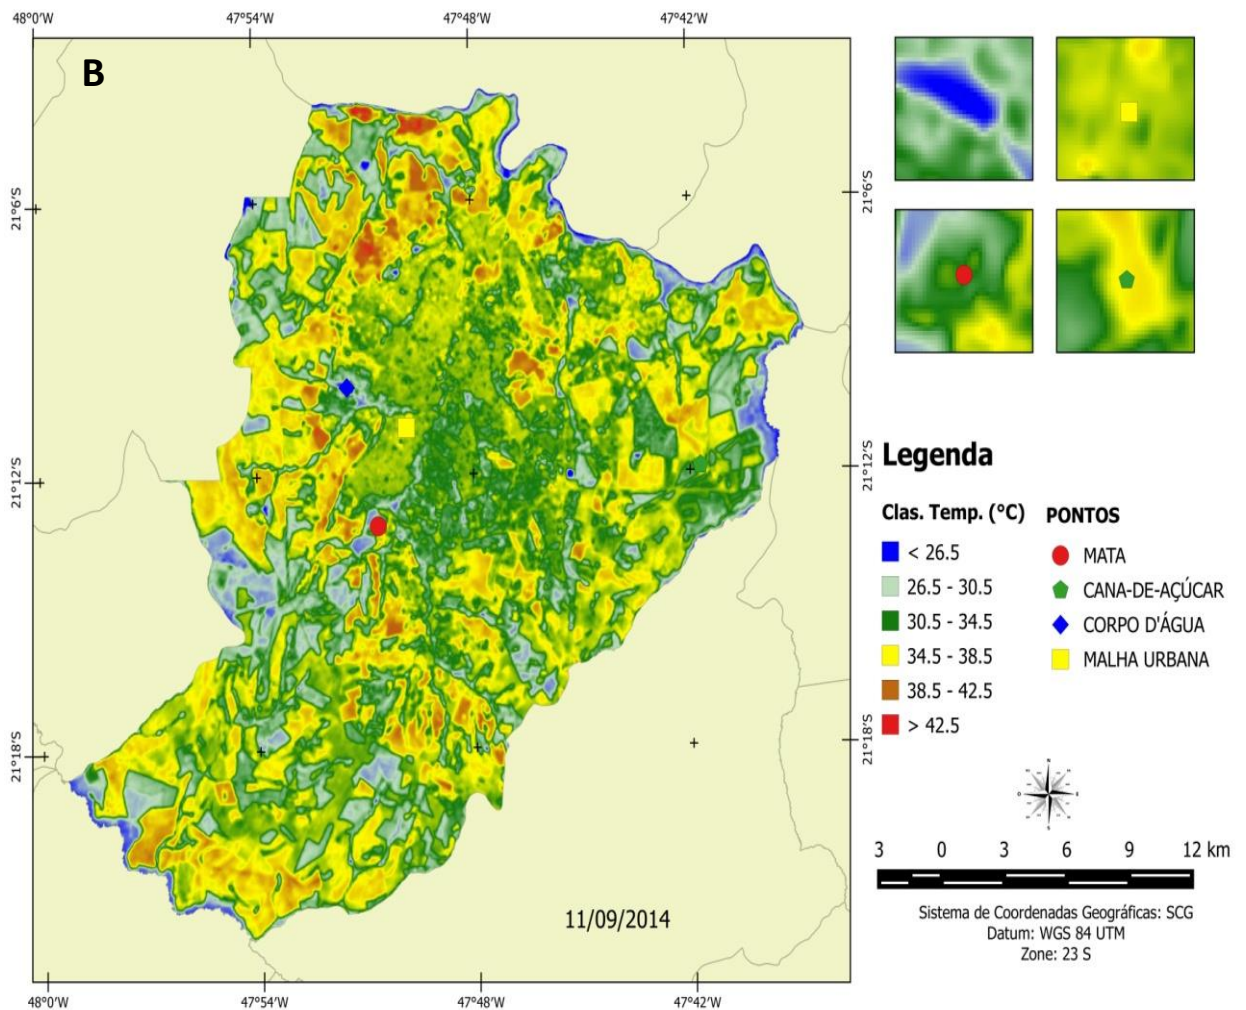 48°0'W 47°54'W 47°48'W 47°42'W
B
21°6'S 21°6'S
21°12'S 21°12'S
21°18'S 21°18'S
11/09/2014
48°0'W 47°54'W 47°48'W 47°42'W
Legenda
Clas. Temp. (°C) PONTOS
< 26.5 MATA
26.5 - 30.5 CANA-DE-AÇÚCAR
30.5 - 34.5 CORPO D'ÁGUA
34.5 - 38.5 MALHA URBANA
38.5 - 42.5
> 42.5
3 0 3 6 9 12 km
Sistema de Coordenadas Geográficas: SCG
Datum: WGS 84 UTM
Zone: 23 S